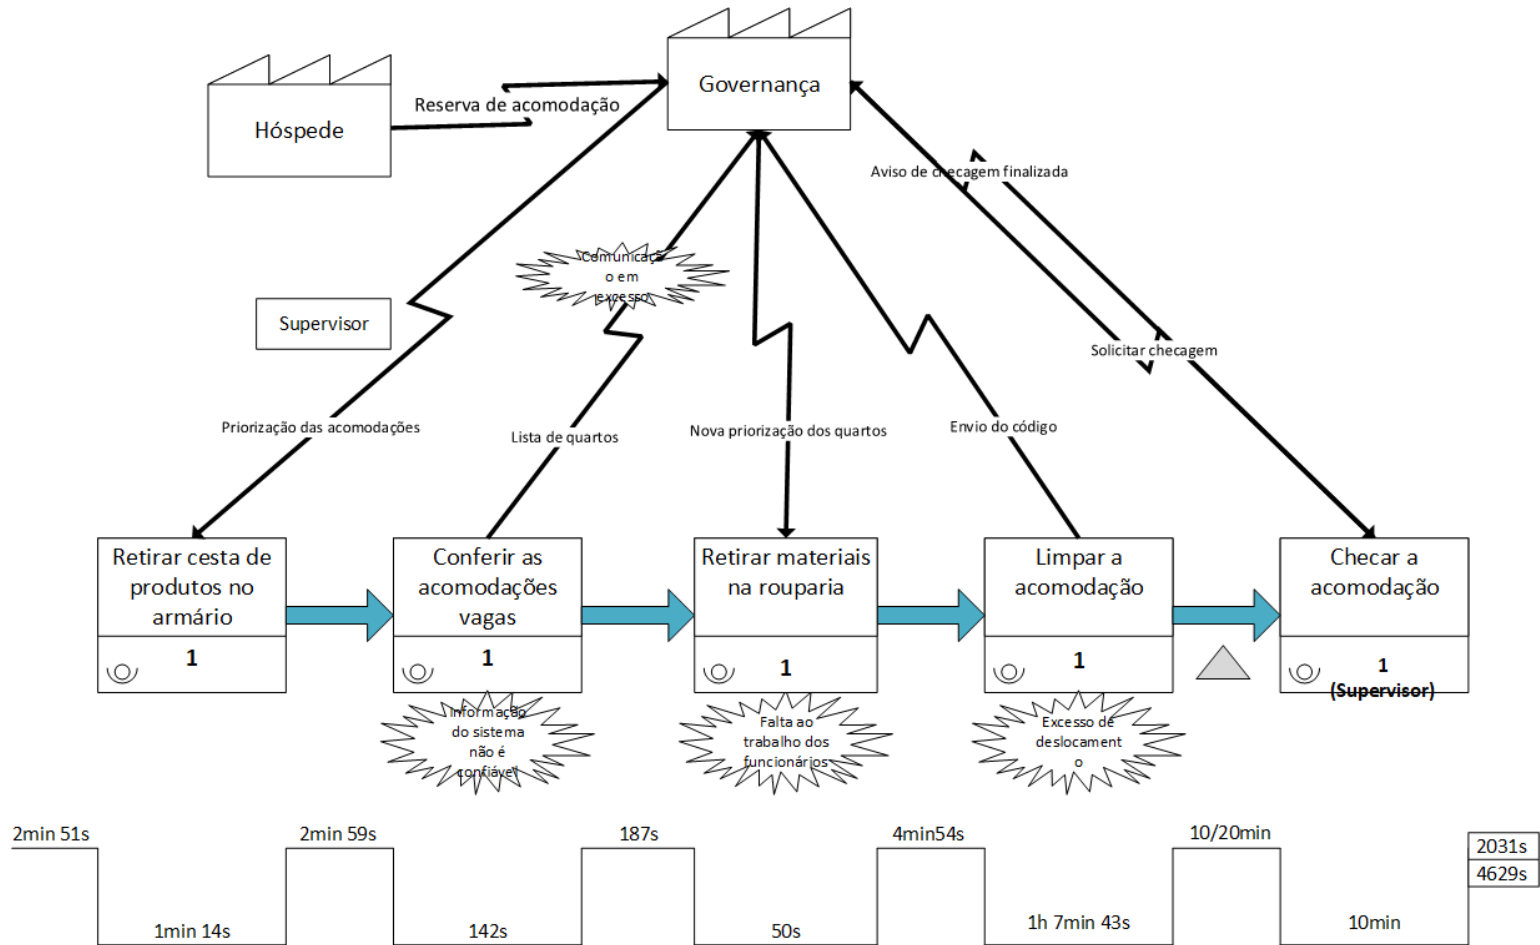 Governança
Hóspede
Reserva de acomodação
Aviso de checagem finalizada
Comunicaçã
o em
excesso
Supervisor
Solicitar checagem
Priorização das acomodações
Lista de quartos
Nova priorização dos quartos
Envio do código
Retirar cesta de
produtos no
armário
1
Conferir as
acomodações
vagas
1
Retirar materiais
na rouparia
1
Limpar a
acomodação
1
Checar a
acomodação
1
(Supervisor)
Informação
do sistema
não é
confiável
Falta ao
trabalho dos
funcionários
Excesso de
deslocament
o
2min 51s
2min 59s
187s
4min54s
10/20min
2031s
4629s
1min 14s
142s
50s
1h 7min 43s
10min